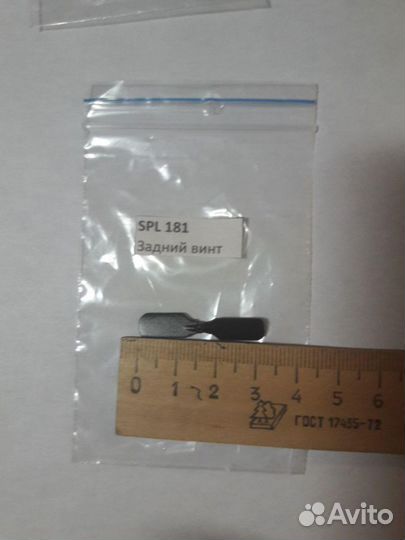 SPL 181
Задний винт
0 1 2 3 4 5 6
ГОСТ 17435-72
Avito